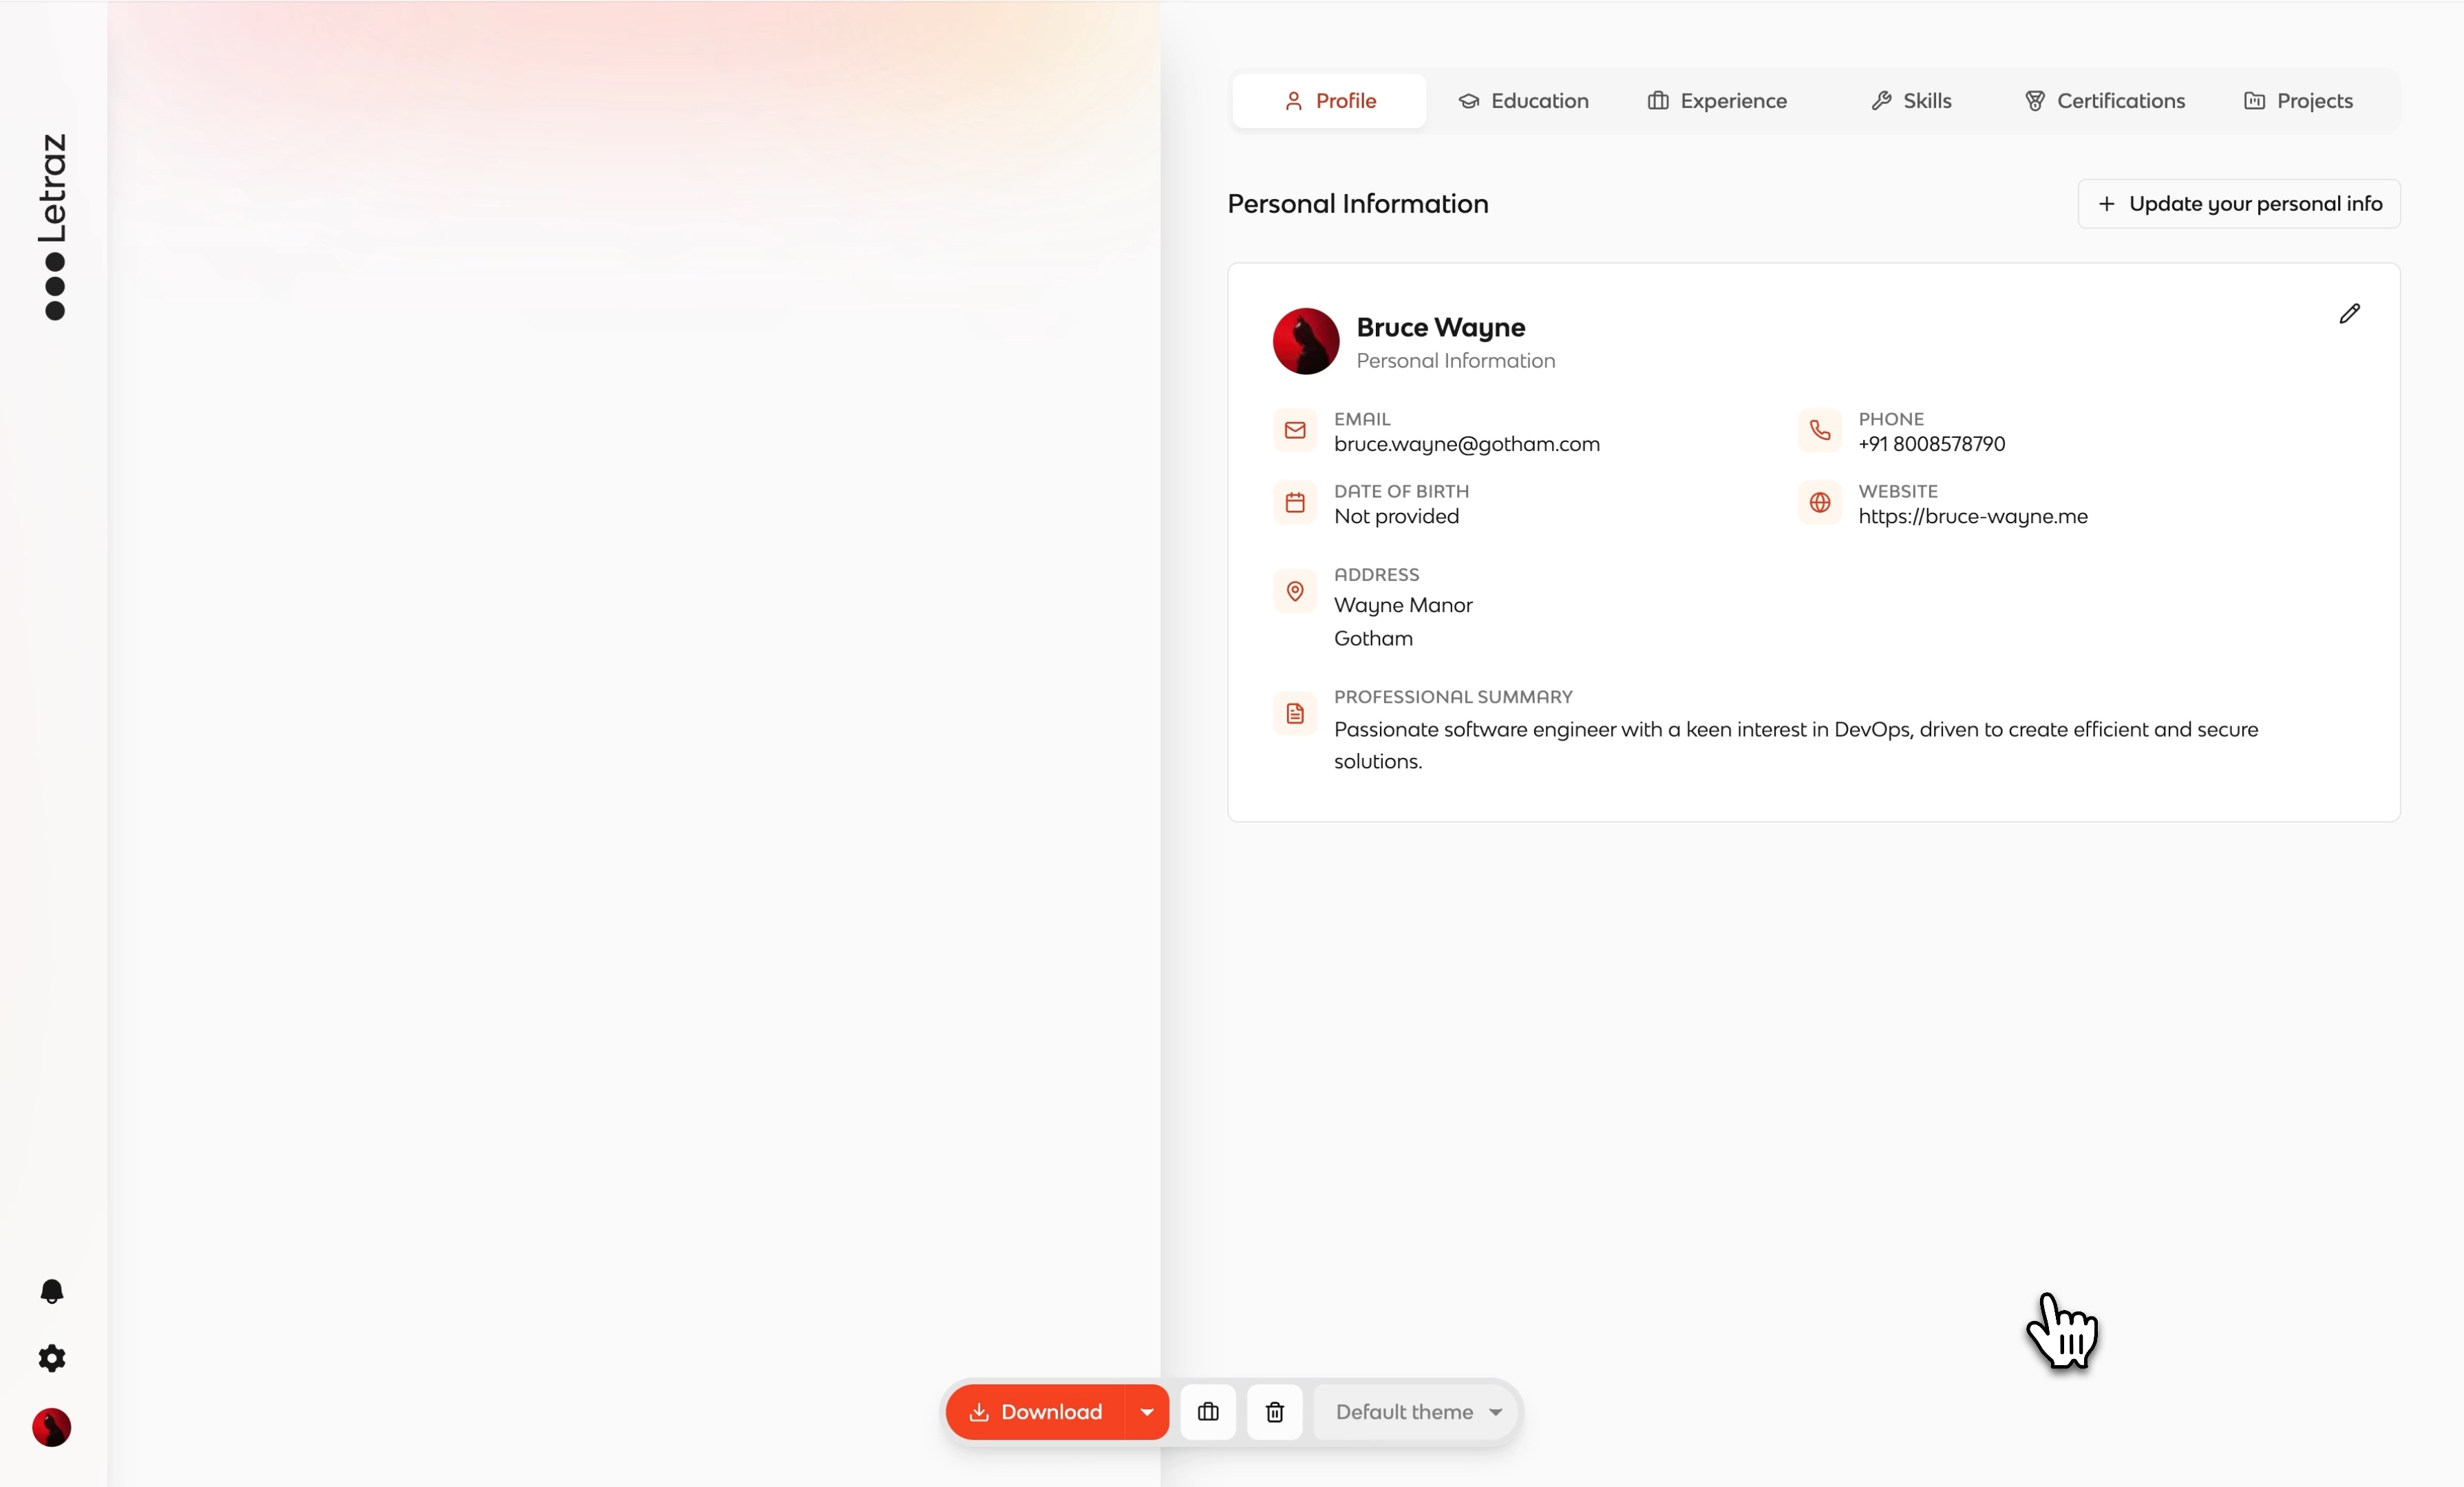 Letraz
Profile
Education
Experience
Skills
Certifications
Projects
Personal Information
Update your personal info
Bruce Wayne
Personal Information
EMAIL
bruce.wayne@gotham.com
PHONE
+91 8008578790
DATE OF BIRTH
Not provided
WEBSITE
https://bruce-wayne.me
ADDRESS
Wayne Manor
Gotham
PROFESSIONAL SUMMARY
Passionate software engineer with a keen interest in DevOps, driven to create efficient and secure
solutions.
Download
Default theme